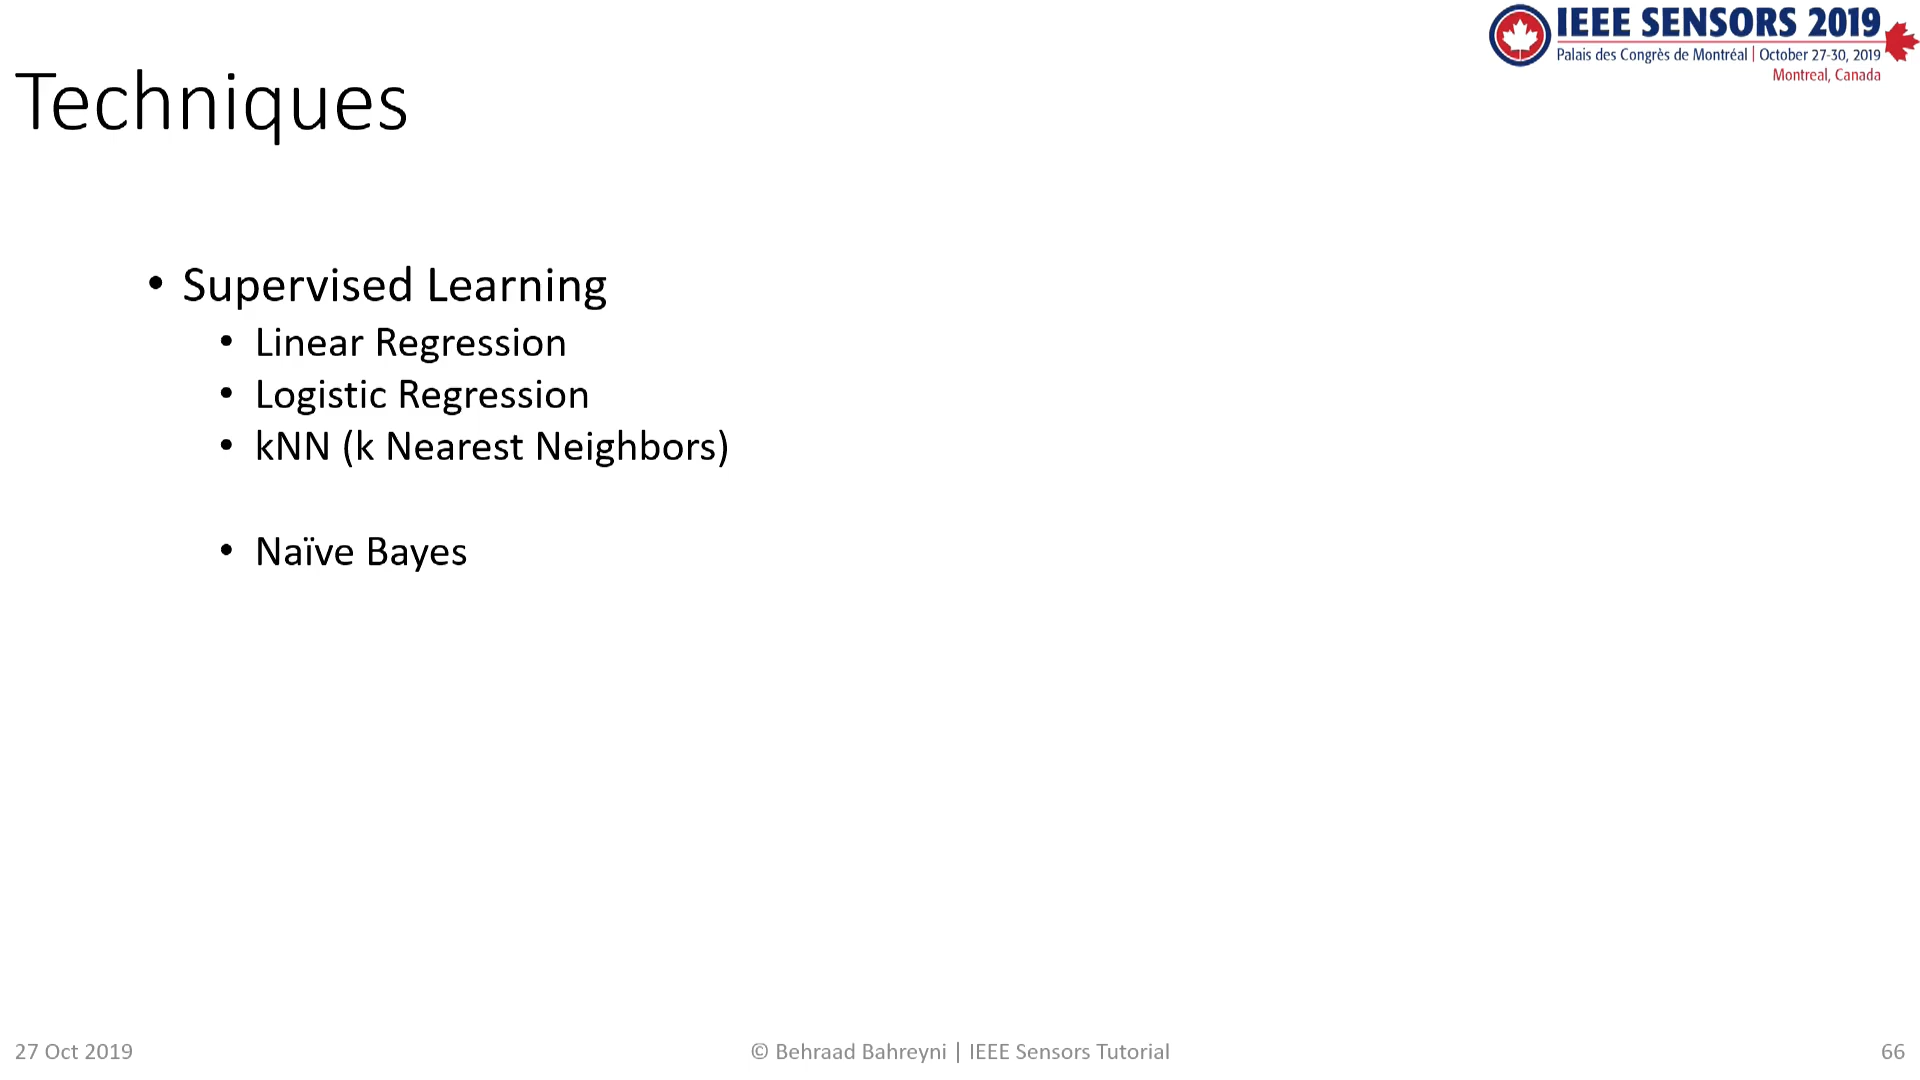 IEEE SENSORS 2019
Palais des Congrès de Montréal | October 27-30, 2019
Montreal, Canada
Techniques
• Supervised Learning
• Linear Regression
• Logistic Regression
• kNN (k Nearest Neighbors)
• Naïve Bayes
27 Oct 2019
© Behraad Bahreyni | IEEE Sensors Tutorial
66